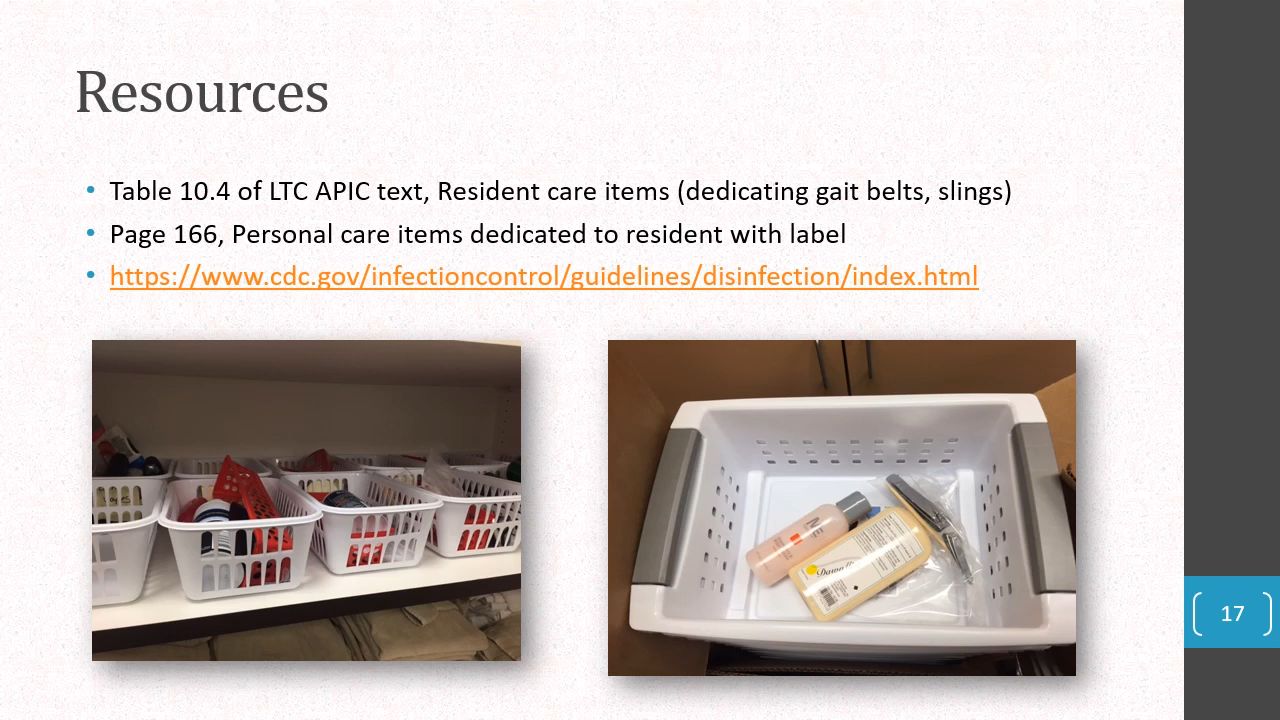 Resources
Table 10.4 of LTC APIC text, Resident care items (dedicating gait belts, slings)
Page 166, Personal care items dedicated to resident with label
https://www.cdc.gov/infectioncontrol/guidelines/disinfection/index.html
17